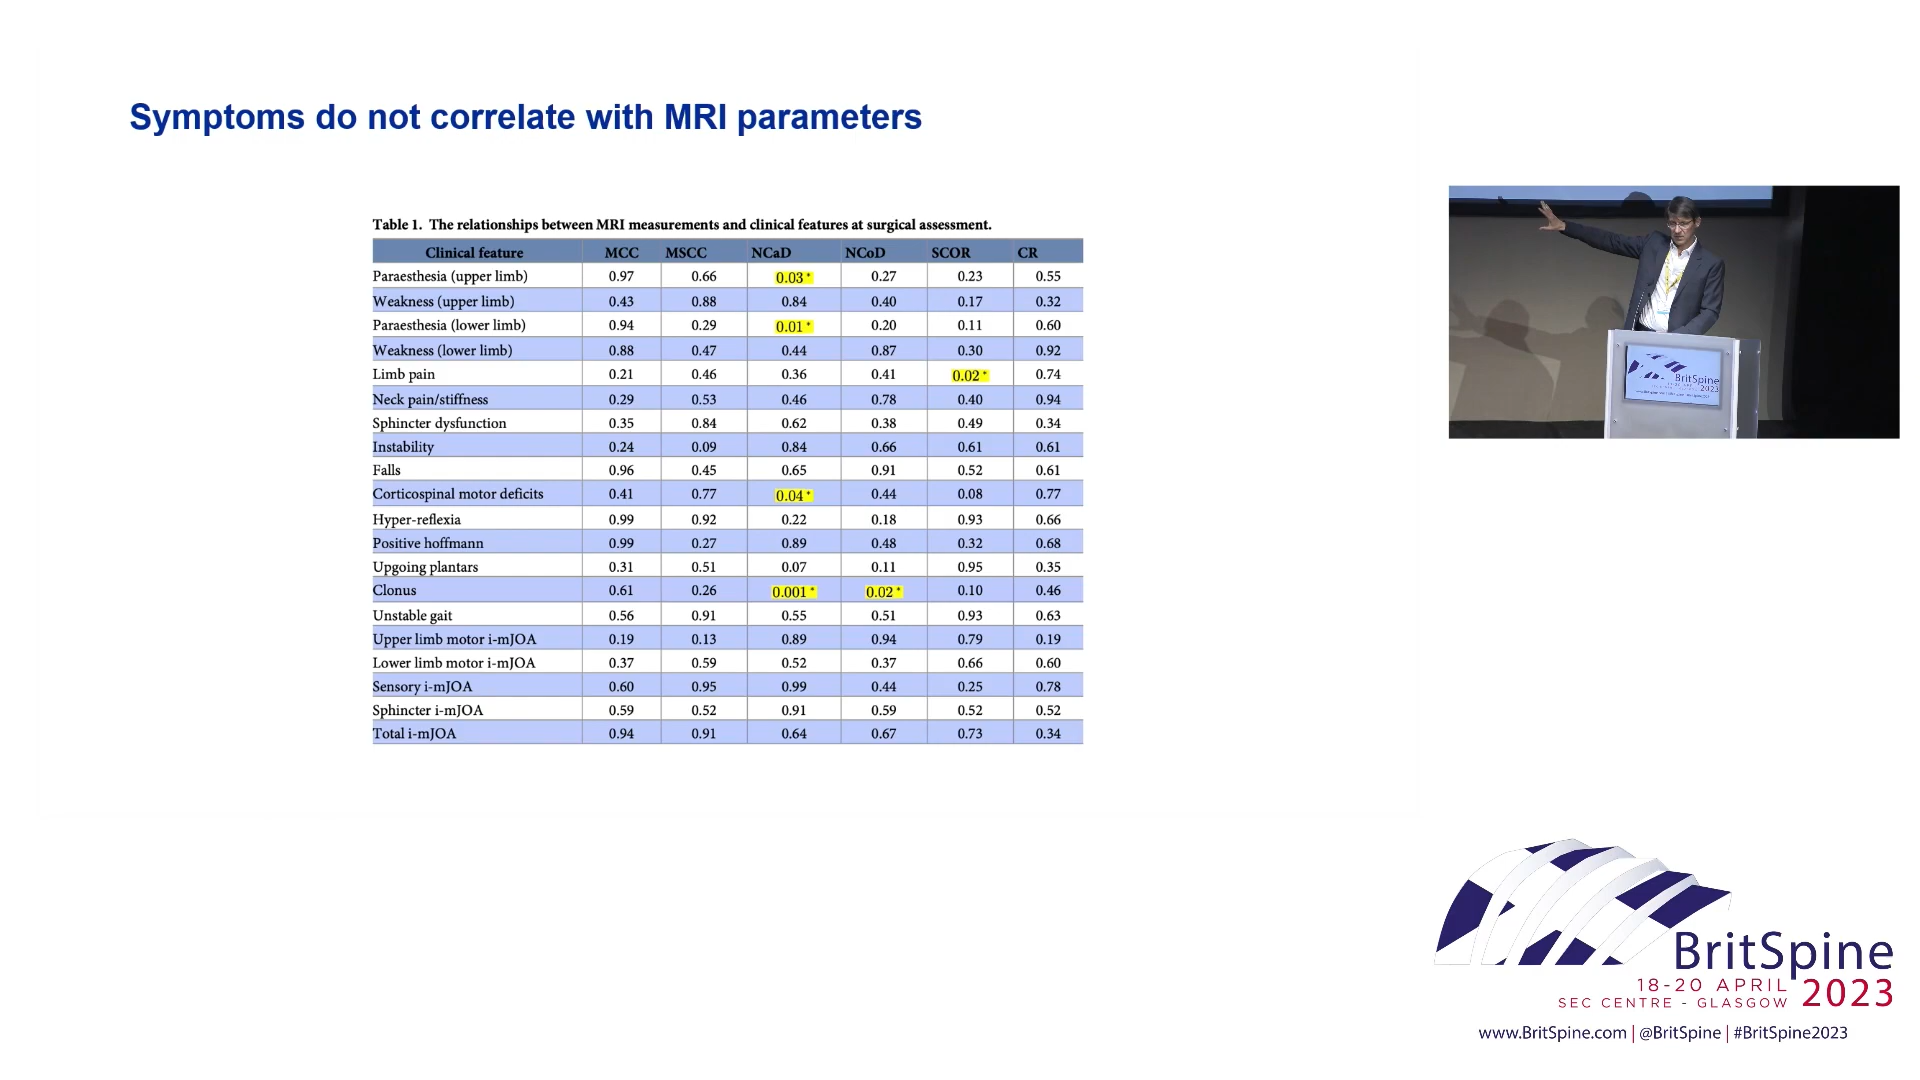 Symptoms do not correlate with MRI parameters
Table 1. The relationships between MRI measurements and clinical features at surgical assessment.
Clinical feature MCC MSCC NCaD NCoD SCOR CR
Paraesthesia (upper limb) 0.97 0.66 0.03* 0.27 0.23 0.55
Weakness (upper limb) 0.43 0.88 0.84 0.40 0.17 0.32
Paraesthesia (lower limb) 0.94 0.29 0.01* 0.20 0.11 0.60
Weakness (lower limb) 0.88 0.47 0.44 0.87 0.30 0.92
Limb pain 0.21 0.46 0.36 0.41 0.02* 0.74
Neck pain/stiffness 0.29 0.53 0.46 0.78 0.40 0.94
Sphincter dysfunction 0.35 0.84 0.62 0.38 0.49 0.34
Instability 0.24 0.09 0.84 0.66 0.61 0.61
Falls 0.96 0.45 0.65 0.91 0.52 0.61
Corticospinal motor deficits 0.41 0.77 0.04* 0.44 0.08 0.77
Hyper-reflexia 0.99 0.92 0.22 0.18 0.93 0.66
Positive hoffmann 0.99 0.27 0.89 0.48 0.32 0.68
Upgoing plantars 0.31 0.51 0.07 0.11 0.95 0.35
Clonus 0.61 0.26 0.001* 0.02* 0.10 0.46
Unstable gait 0.56 0.91 0.55 0.51 0.93 0.63
Upper limb motor i-mJOA 0.19 0.13 0.89 0.94 0.79 0.19
Lower limb motor i-mJOA 0.37 0.59 0.52 0.37 0.66 0.60
Sensory i-mJOA 0.60 0.95 0.99 0.44 0.25 0.78
Sphincter i-mJOA 0.59 0.52 0.91 0.59 0.52 0.52
Total i-mJOA 0.94 0.91 0.64 0.67 0.73 0.34
BritSpine
2023
BritSpine
18-20 APRIL 2023
SEC CENTRE - GLASGOW
www.BritSpine.com | @BritSpine | #BritSpine2023